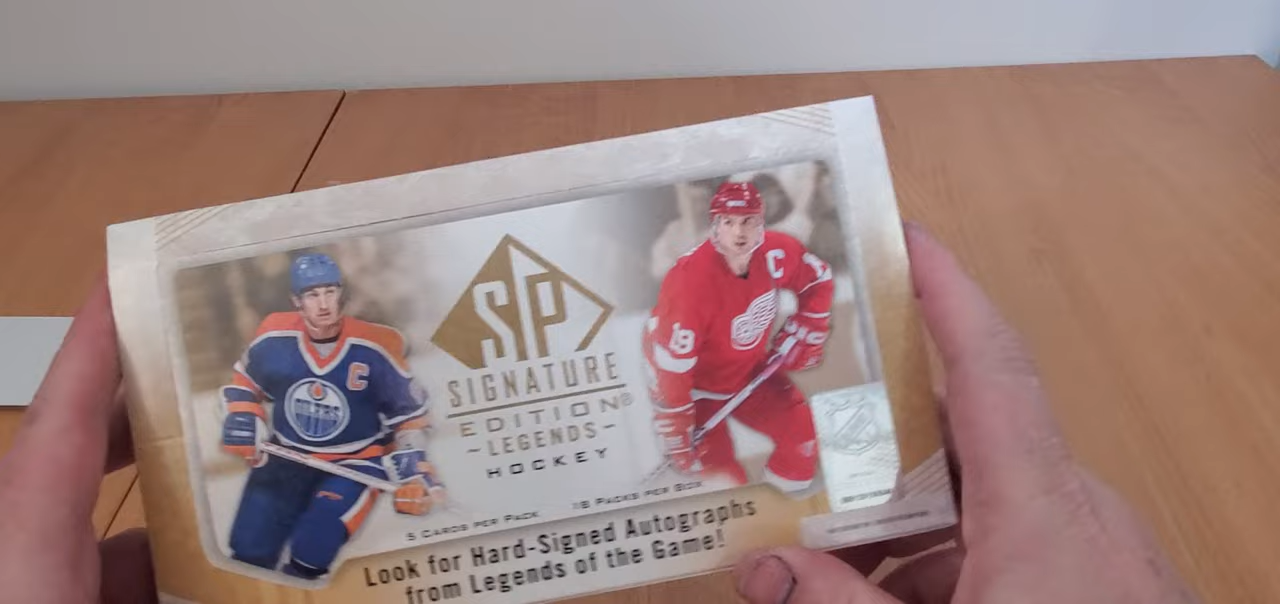 SP
SIGNATURE
EDITION®
-LEGENDS-
HOCKEY
5 CARDS PER PACK 18 PACKS PER BOX
Look for Hard-Signed Autographs
from Legends of the Game!
C
OILERS
C
19